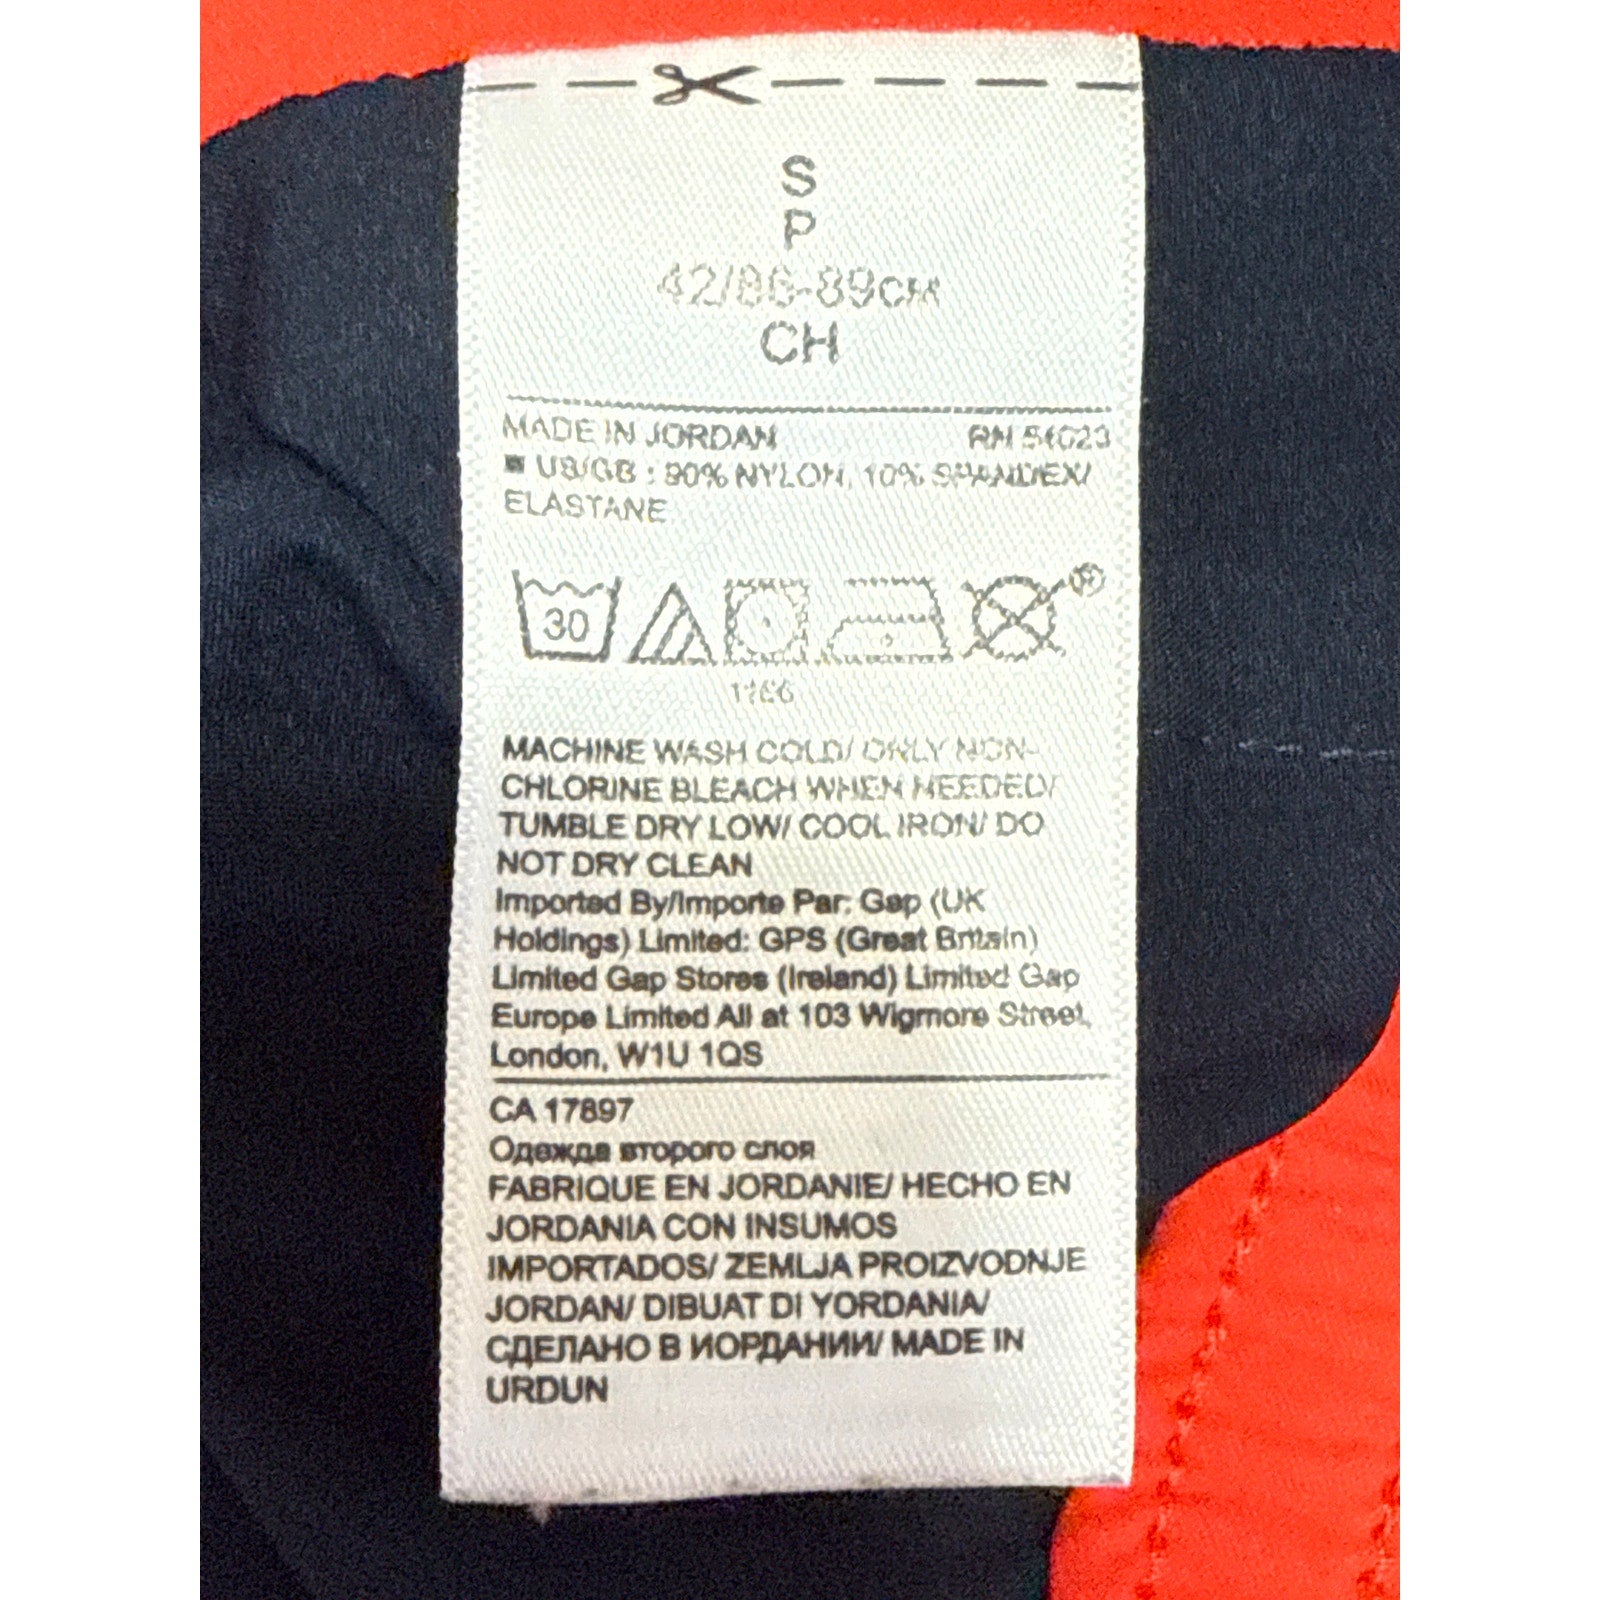 S
P
42/86-89см
CH
MADE IN JORDAN RN 54023
US/GB : 90% NYLON, 10% SPANDEX/
ELASTANE
30
MACHINE WASH COLD/ ONLY NON-
CHLORINE BLEACH WHEN NEEDED/
TUMBLE DRY LOW/ COOL IRON/ DO
NOT DRY CLEAN
Imported By/Importe Par: Gap (UK
Holdings) Limited: GPS (Great Britain)
Limited Gap Stores (Ireland) Limited Gap
Europe Limited All at 103 Wigmore Street,
London, W1U 1QS
CA 17897
Одежда второго слоя
FABRIQUE EN JORDANIE/ HECHO EN
JORDANIA CON INSUMOS
IMPORTADOS/ ZEMLJA PROIZVODNJE
JORDAN/ DIBUAT DI YORDANIA/
СДЕЛАНО В ИОРДАНИИ/ MADE IN
URDUN